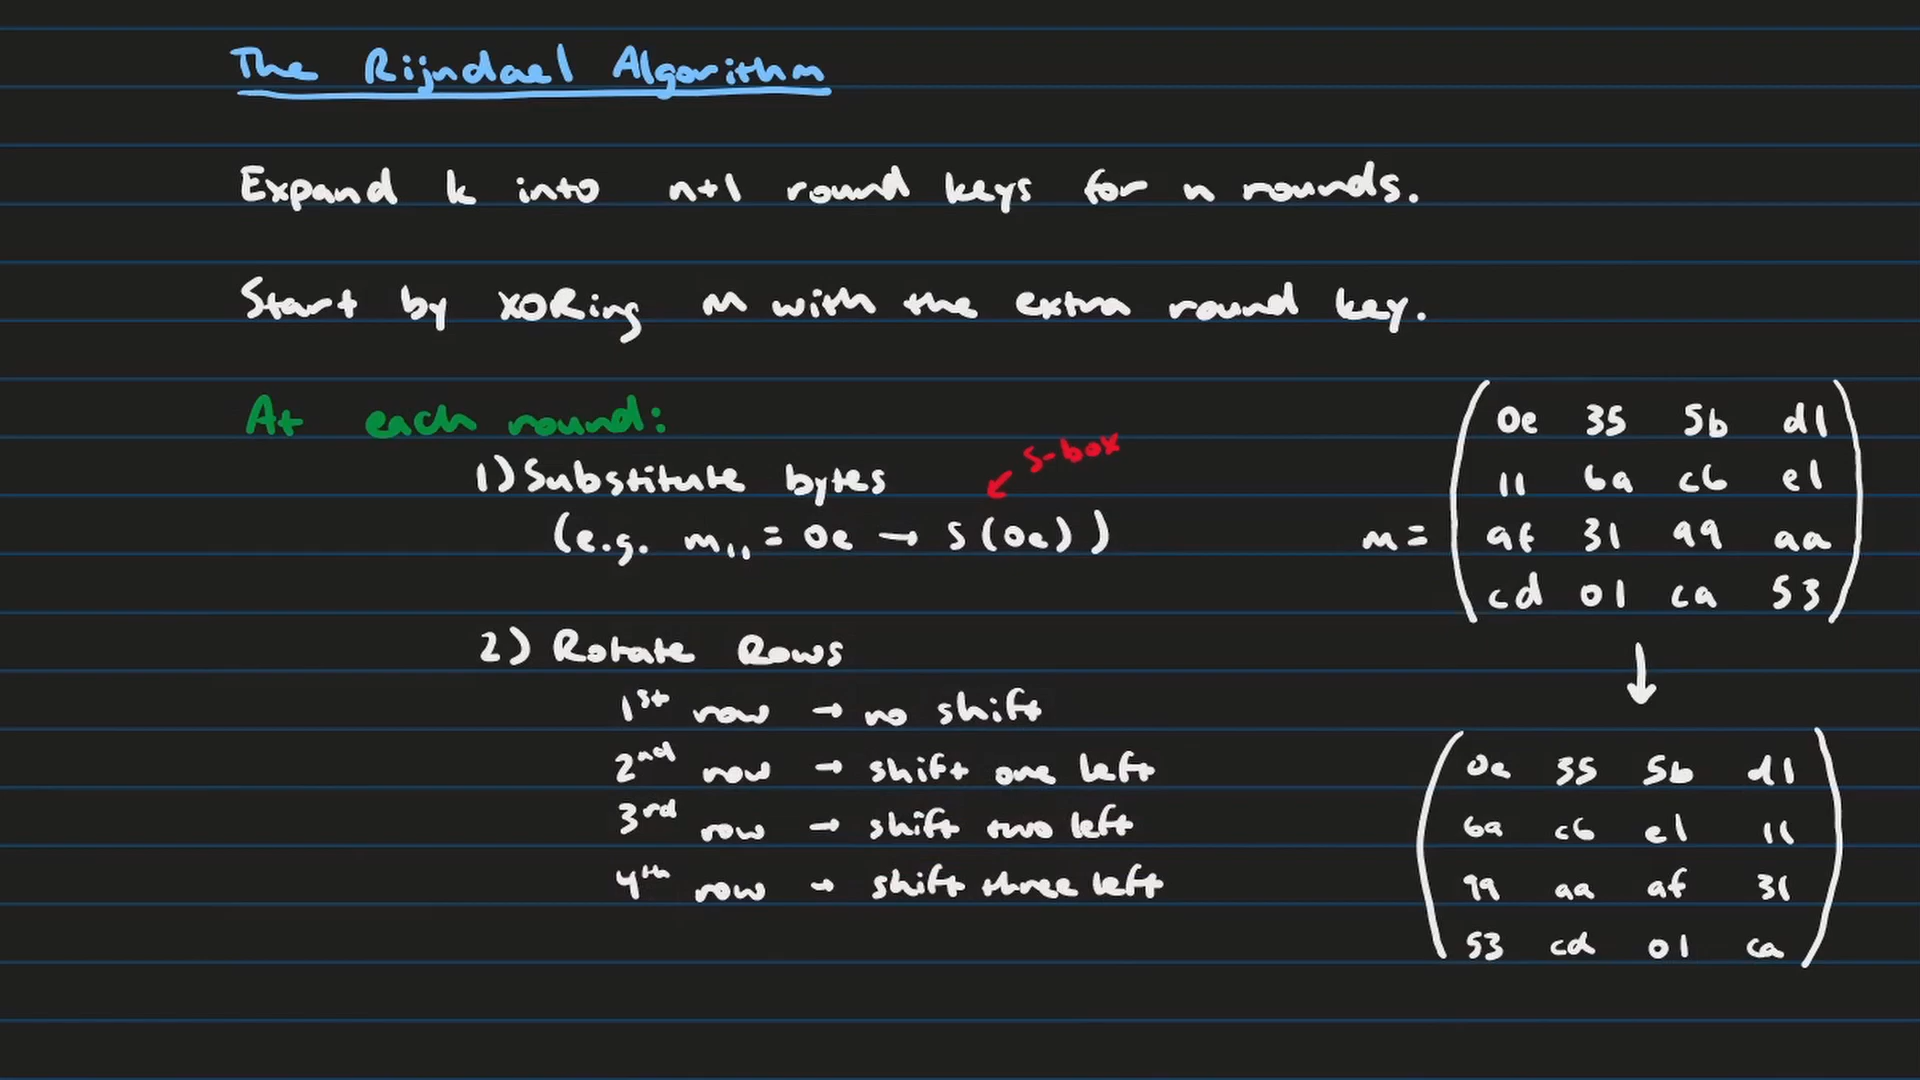 The Rijndael Algorithm
Expand k into n+1 round keys for n rounds.
Start by XORing m with the extra round key.
At each round:
1) Substitute bytes
s-box
(e.g. m₁₁ = 0e → S(0e))
2) Rotate Rows
1st row → no shift
2nd row → shift one left
3rd row → shift two left
4th row → shift three left
m =
0e 35 5b d1
11 6a c6 e1
af 31 99 aa
cd 01 ca 53
↓
0e 35 5b d1
6a c6 e1 11
99 aa af 31
53 cd 01 ca